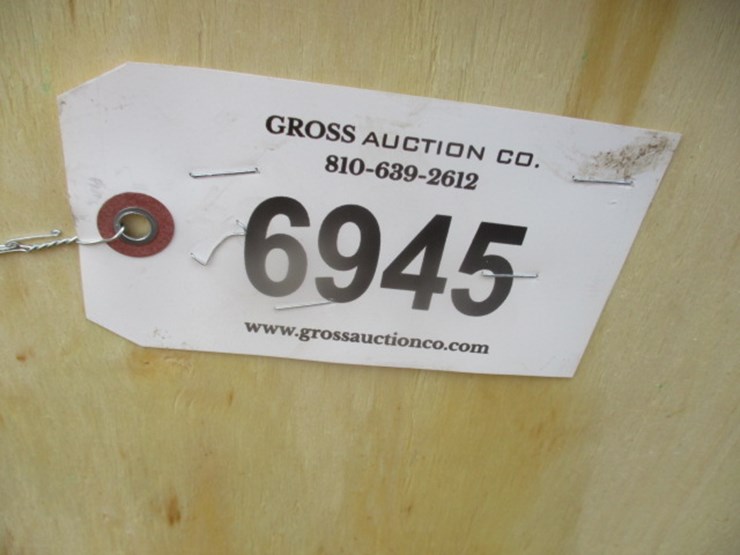 GROSS AUCTION CO.
810-639-2612
6945
www.grossauctionco.com